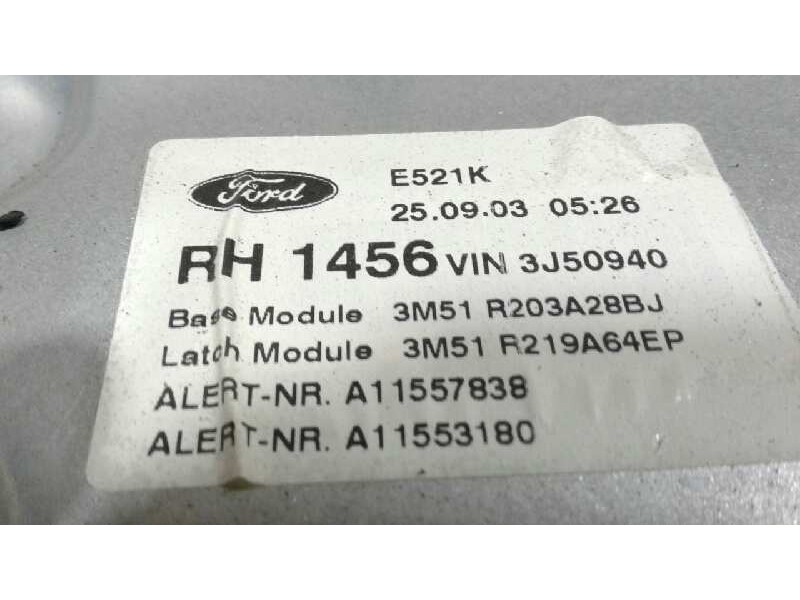 Ford
E521K
25.09.03 05:26
RH 1456 VIN 3J50940
Base Module 3M51 R203A28BJ
Latch Module 3M51 R219A64EP
ALERT-NR. A11557838
ALERT-NR. A11553180